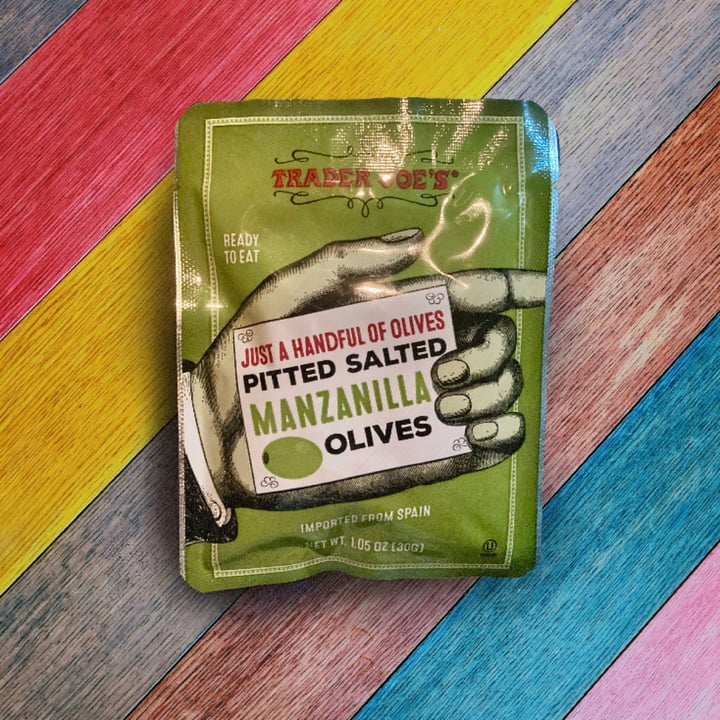 TRADER JOE'S®
READY
TO EAT
JUST A HANDFUL OF OLIVES
PITTED SALTED
MANZANILLA
OLIVES
IMPORTED FROM SPAIN
NET WT. 1.05 OZ (30G)
U